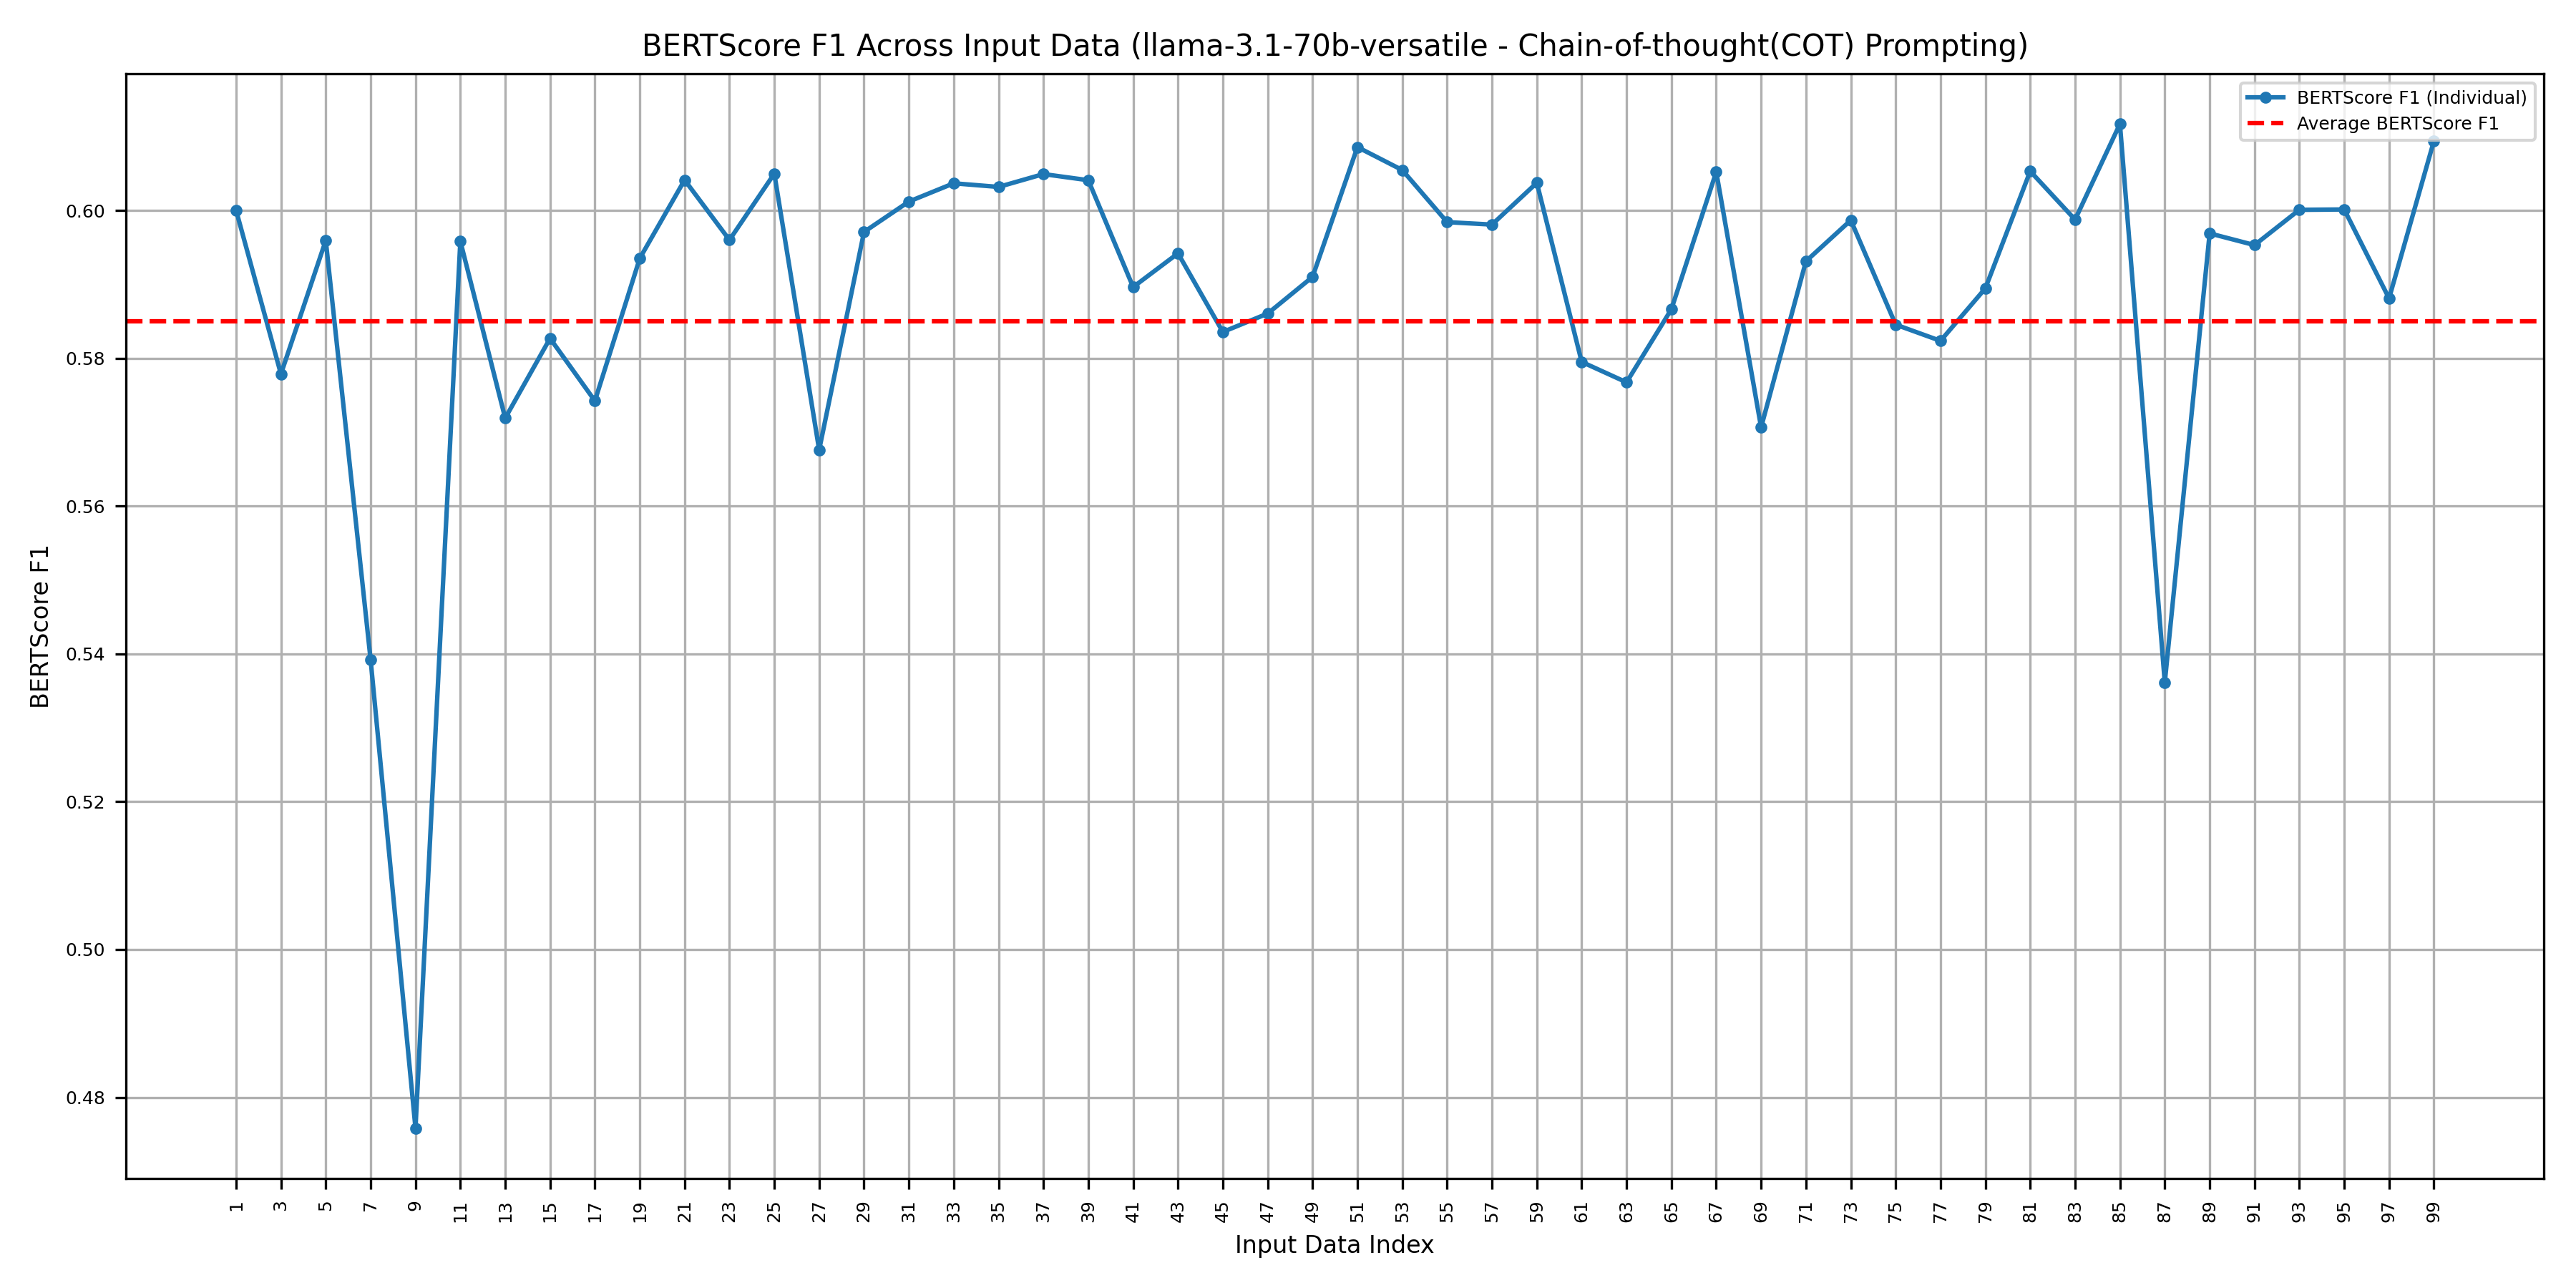 BERTScore F1 Across Input Data (llama-3.1-70b-versatile - Chain-of-thought(COT) Prompting)
BERTScore F1 (Individual)
Average BERTScore F1
BERTScore F1
0.60
0.58
0.56
0.54
0.52
0.50
0.48
1 3 5 7 9 11 13 15 17 19 21 23 25 27 29 31 33 35 37 39 41 43 45 47 49 51 53 55 57 59 61 63 65 67 69 71 73 75 77 79 81 83 85 87 89 91 93 95 97 99
Input Data Index